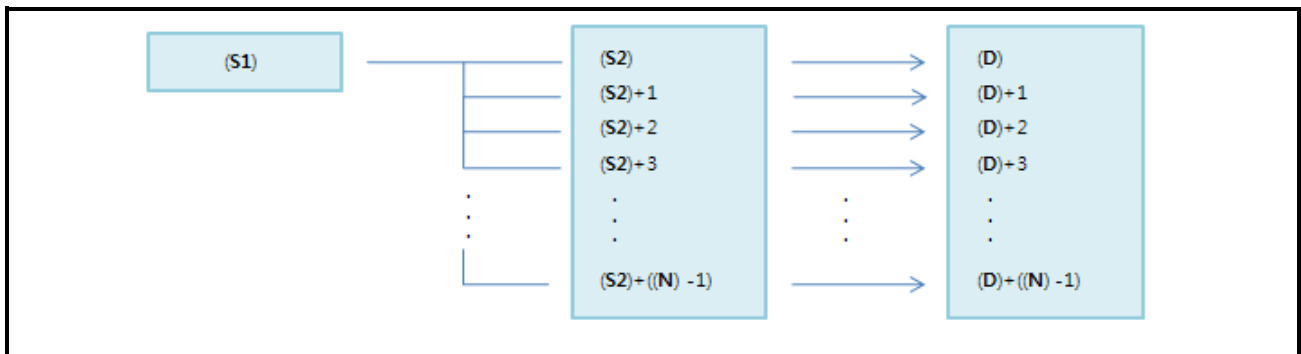 (S1) (S2) (D)
(S2)+1 (D)+1
(S2)+2 (D)+2
(S2)+3 (D)+3
(S2)+((N) -1) (D)+((N) -1)